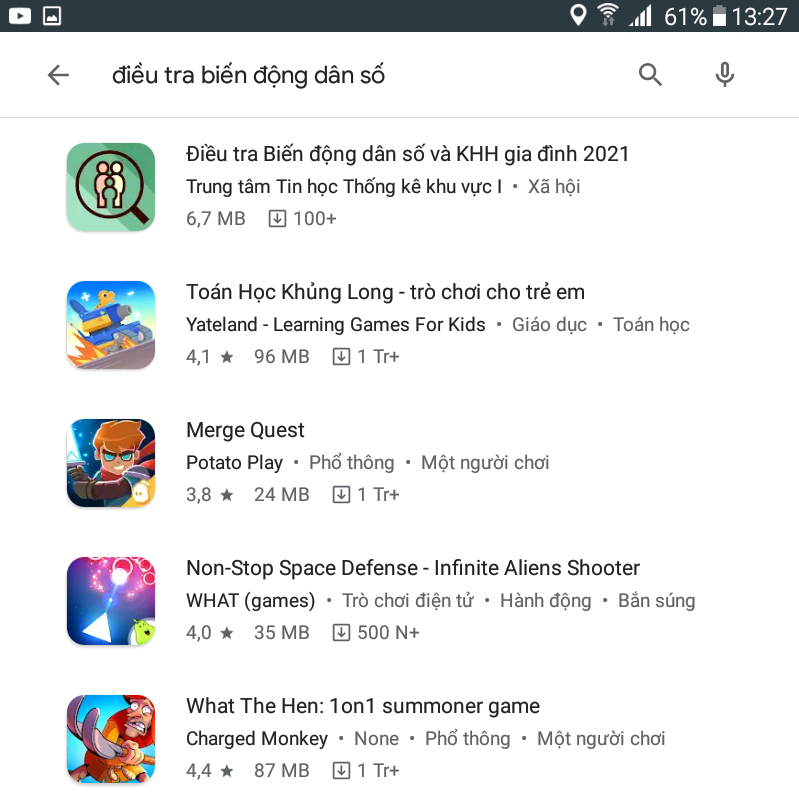 61% 13:27
điều tra biến động dân số
Điều tra Biến động dân số và KHH gia đình 2021
Trung tâm Tin học Thống kê khu vực I • Xã hội
6,7 MB 100+
Toán Học Khủng Long - trò chơi cho trẻ em
Yateland - Learning Games For Kids • Giáo dục • Toán học
4,1 ★ 96 MB 1 Tr+
Merge Quest
Potato Play • Phổ thông • Một người chơi
3,8 ★ 24 MB 1 Tr+
Non-Stop Space Defense - Infinite Aliens Shooter
WHAT (games) • Trò chơi điện tử • Hành động • Bắn súng
4,0 ★ 35 MB 500 N+
What The Hen: 1on1 summoner game
Charged Monkey • None • Phổ thông • Một người chơi
4,4 ★ 87 MB 1 Tr+